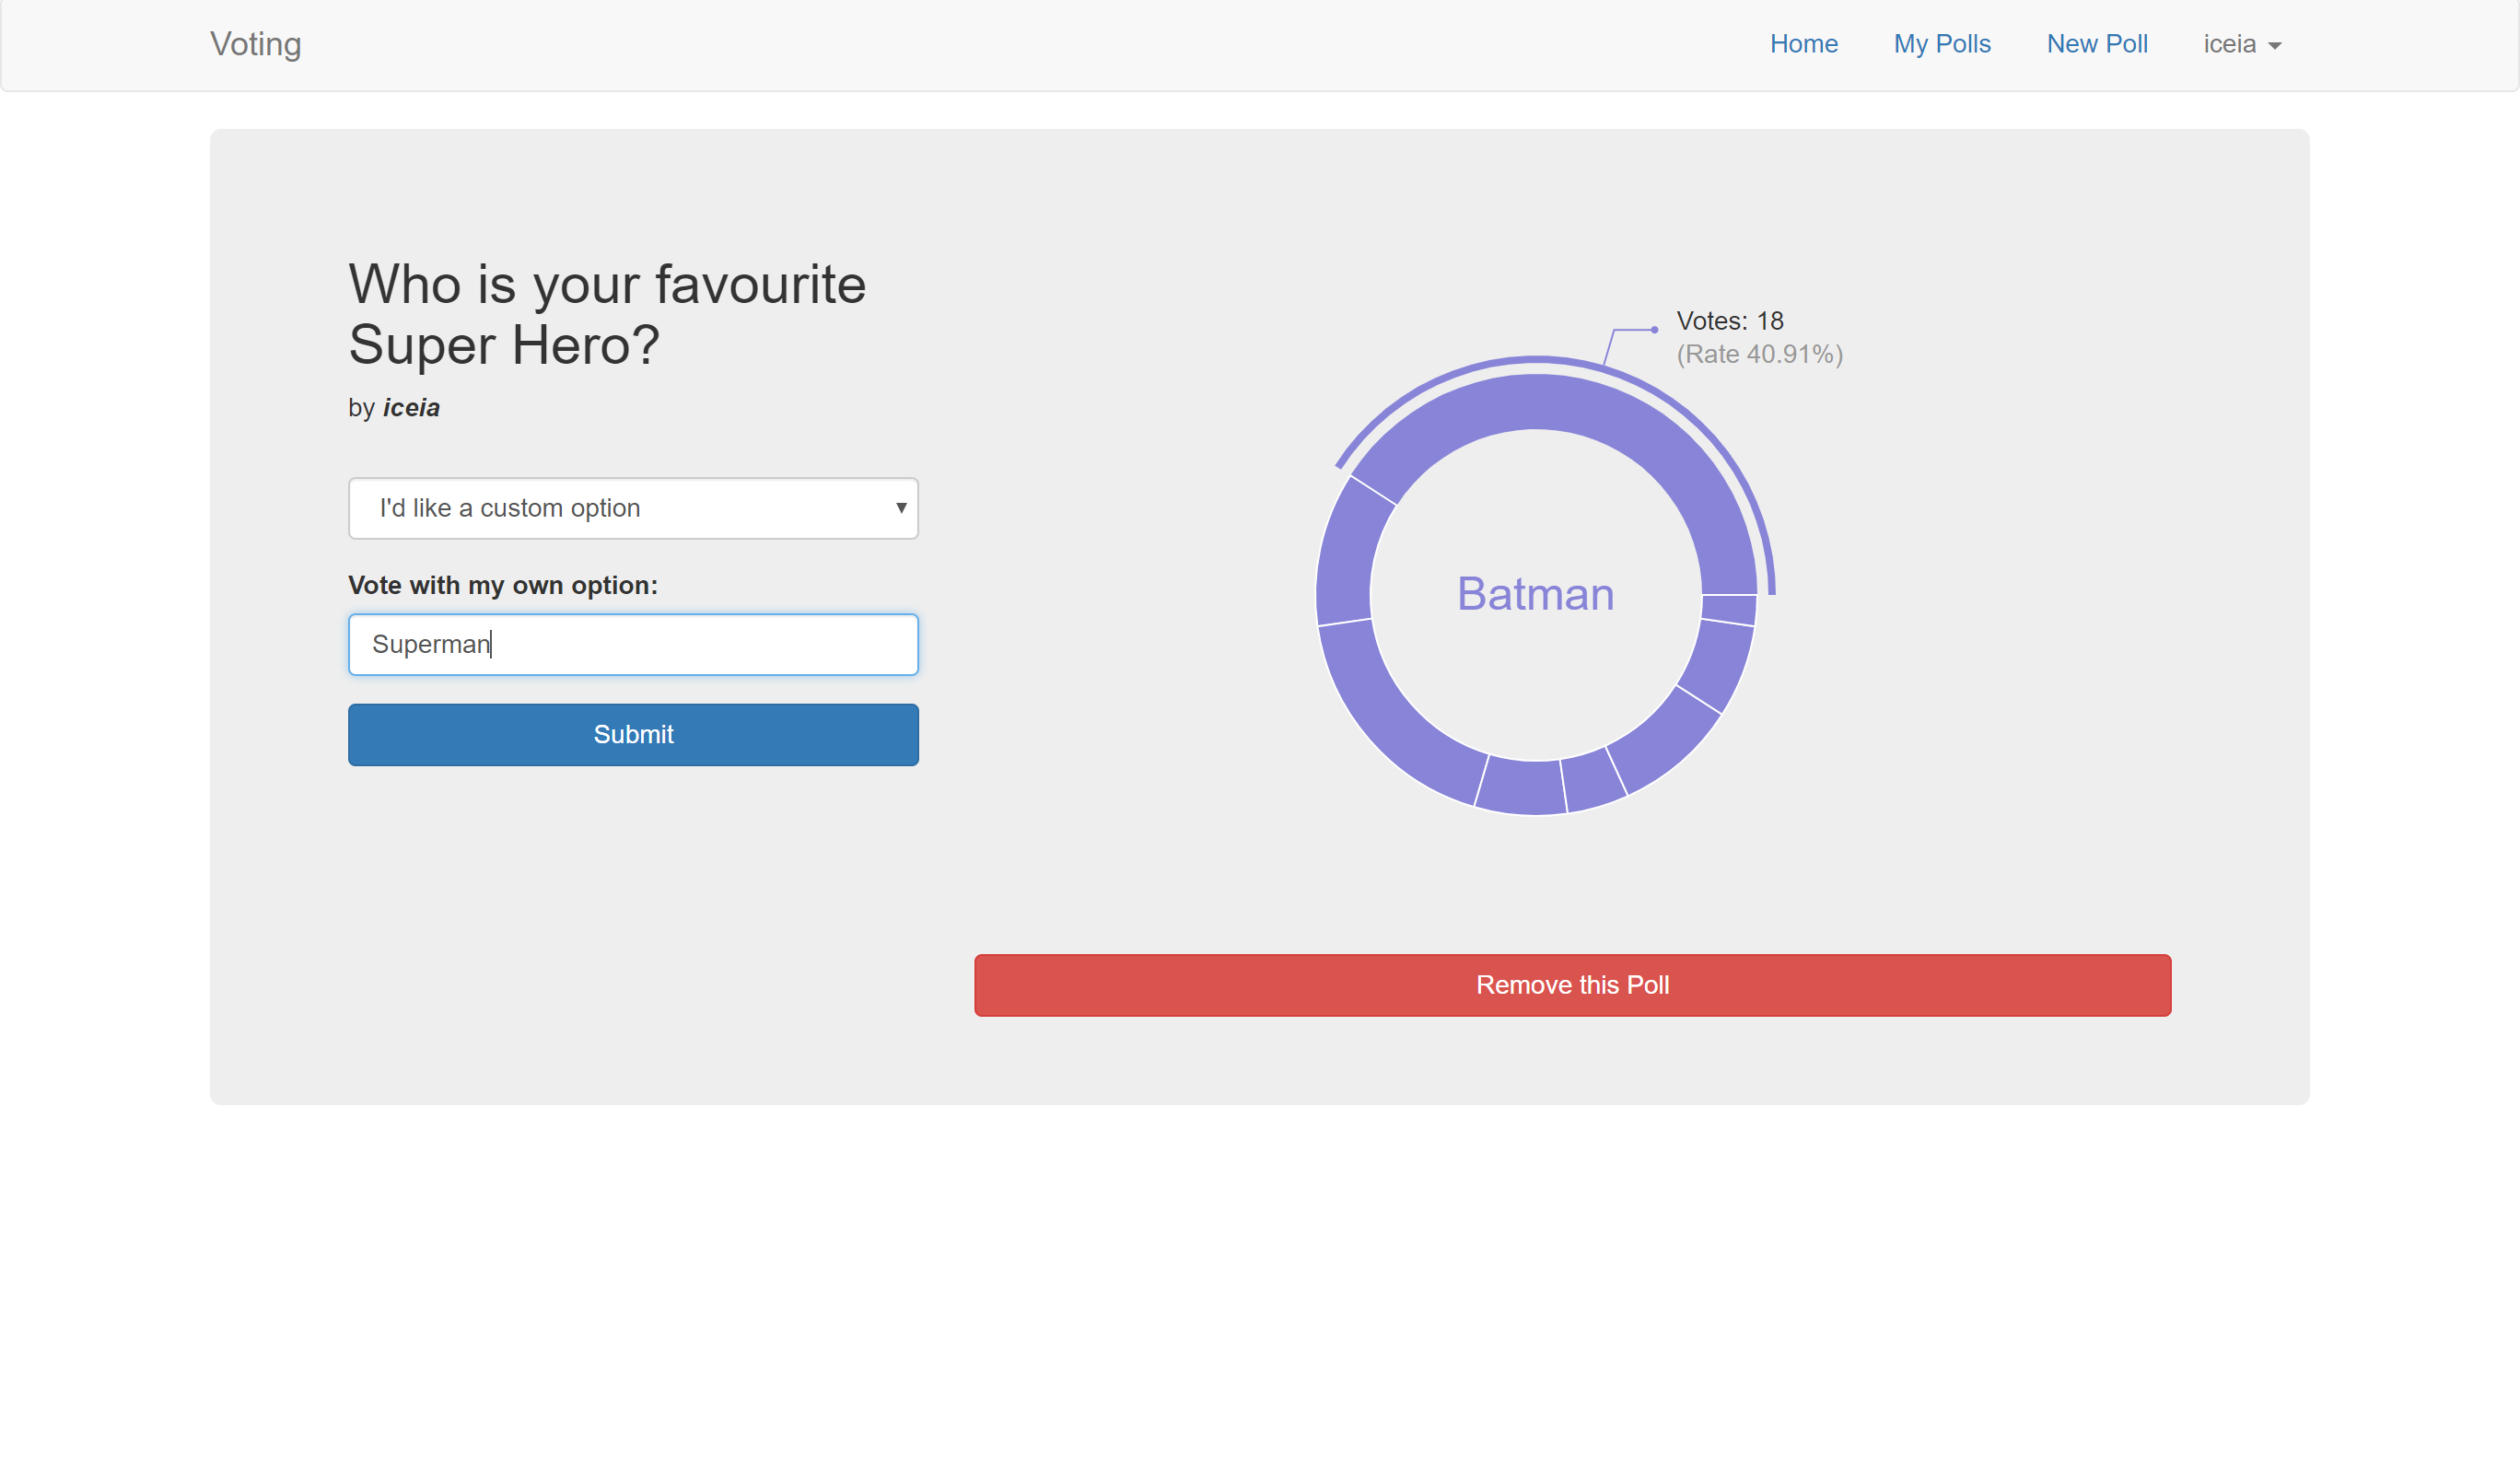 Voting
Home
My Polls
New Poll
iceia
Who is your favourite
Super Hero?
by iceia
I'd like a custom option
Vote with my own option:
Superman
Submit
Votes: 18
(Rate 40.91%)
Batman
Remove this Poll